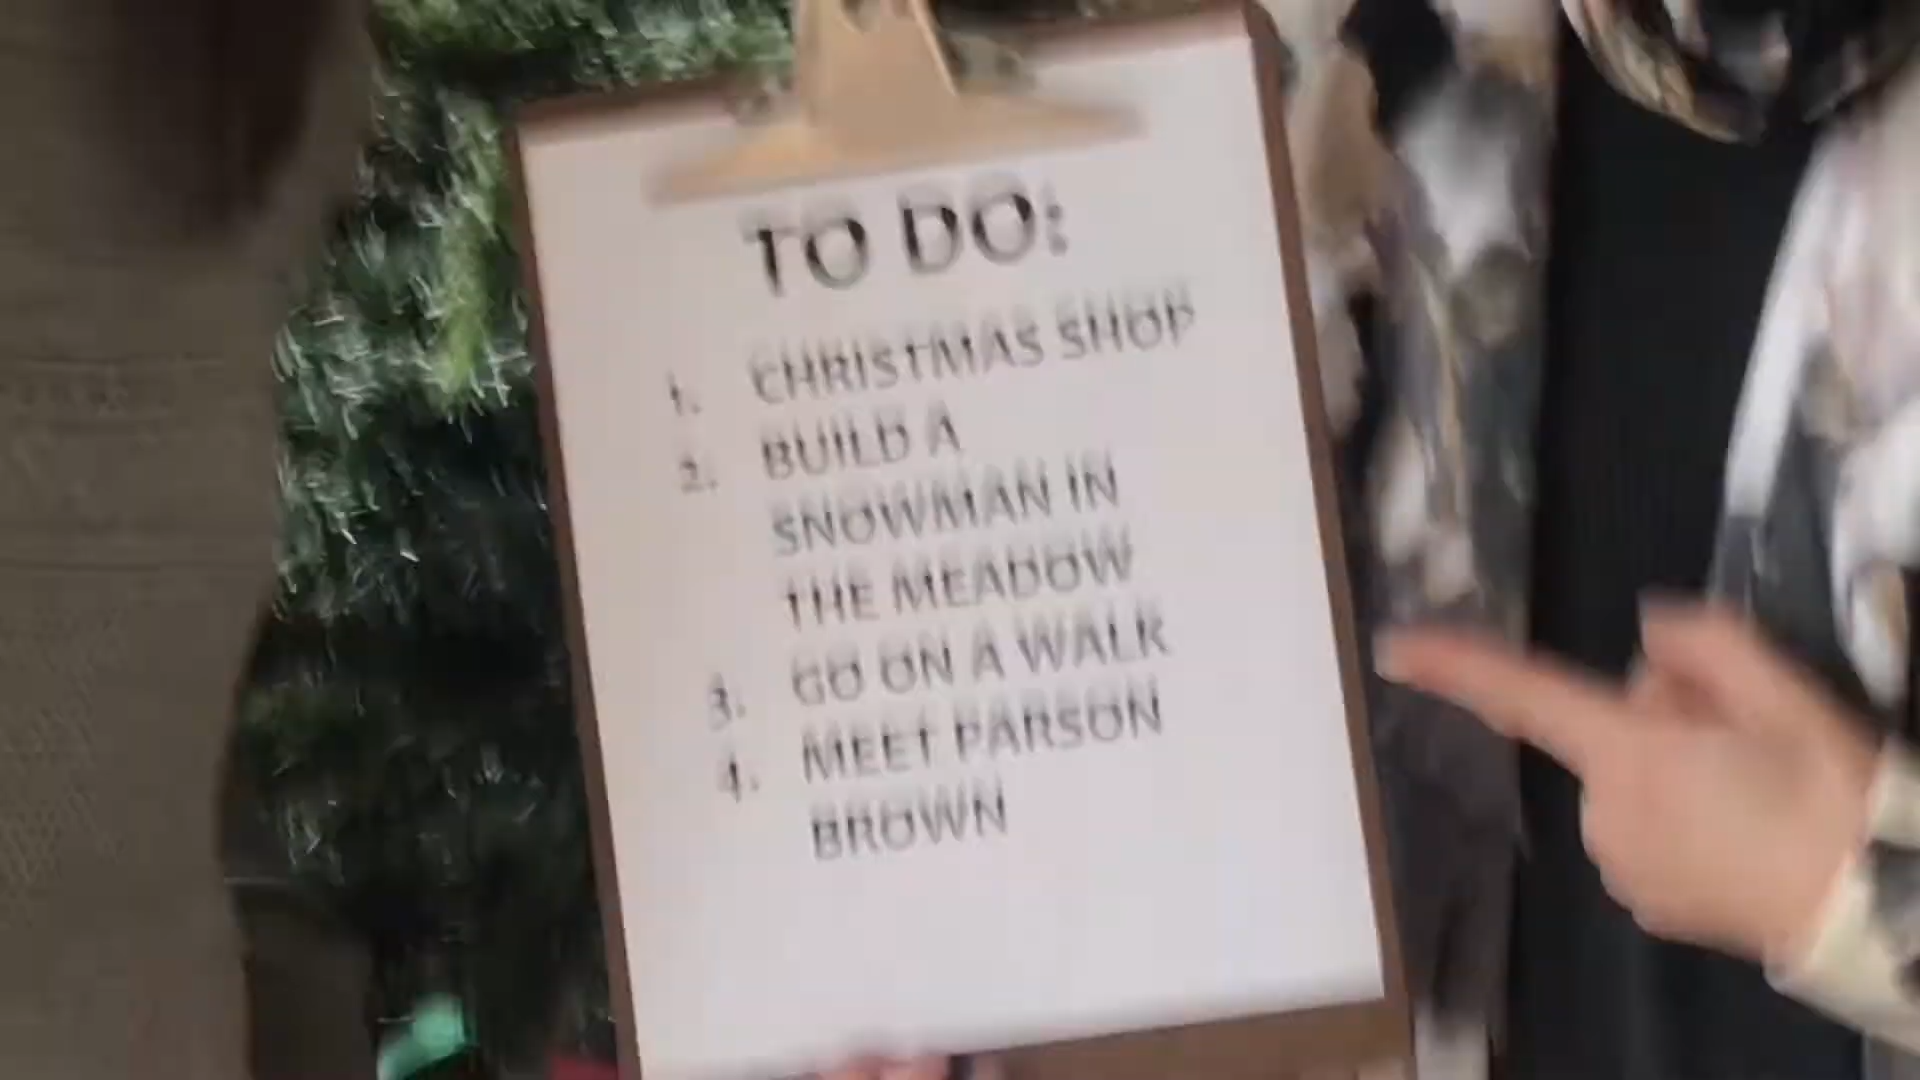 TO DO:
1. CHRISTMAS SHOP
2. BUILD A
SNOWMAN IN
THE MEADOW
3. GO ON A WALK
4. MEET PARSON
BROWN